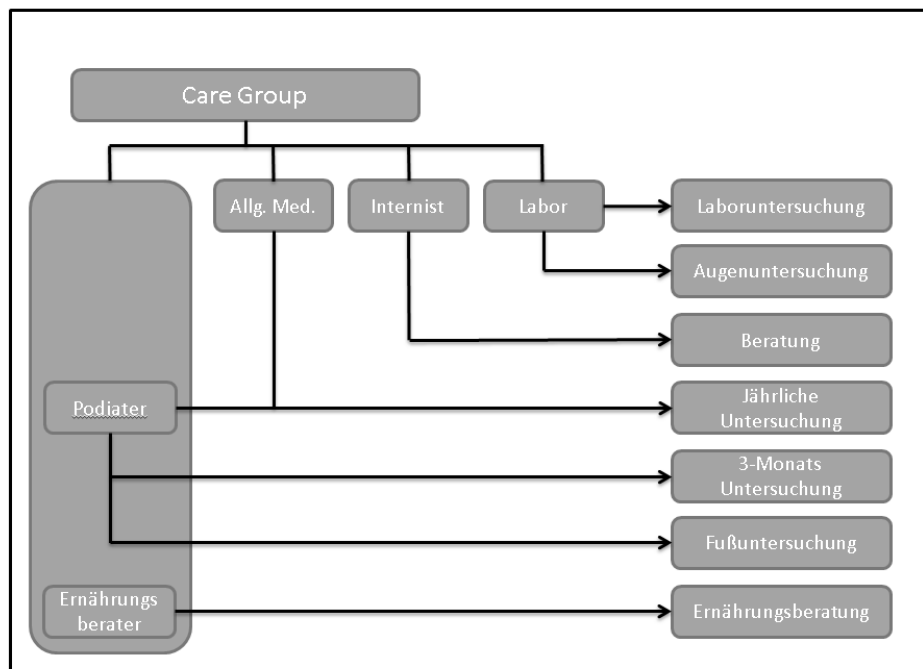 Care Group
Allg. Med.
Internist
Labor
Laboruntersuchung
Augenuntersuchung
Beratung
Podiater
Jährliche
Untersuchung
3-Monats
Untersuchung
Fußuntersuchung
Ernährungs
berater
Ernährungsberatung